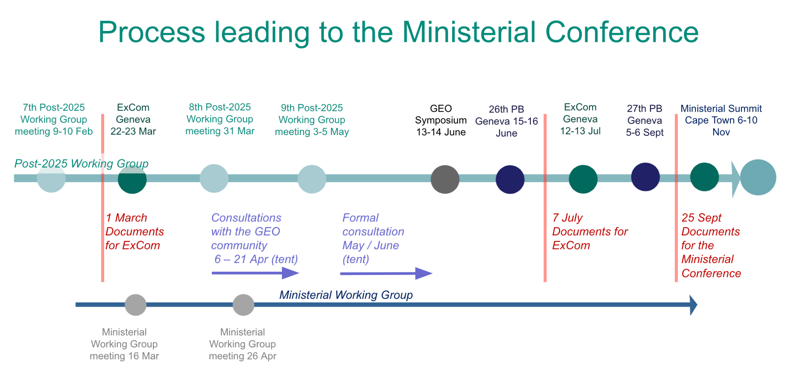 Process leading to the Ministerial Conference
7th Post-2025
Working Group
meeting 9-10 Feb
ExCom
Geneva
22-23 Mar
8th Post-2025
Working Group
meeting 31 Mar
9th Post-2025
Working Group
meeting 3-5 May
GEO
Symposium
13-14 June
26th PB
Geneva 15-16
June
ExCom
Geneva
12-13 Jul
27th PB
Geneva
5-6 Sept
Ministerial Summit
Cape Town 6-10
Nov
Post-2025 Working Group
1 March
Documents
for ExCom
Consultations
with the GEO
community
6 – 21 Apr (tent)
Formal
consultation
May / June
(tent)
7 July
Documents for
ExCom
25 Sept
Documents
for the
Ministerial
Conference
Ministerial Working Group
Ministerial
Working Group
meeting 16 Mar
Ministerial
Working Group
meeting 26 Apr